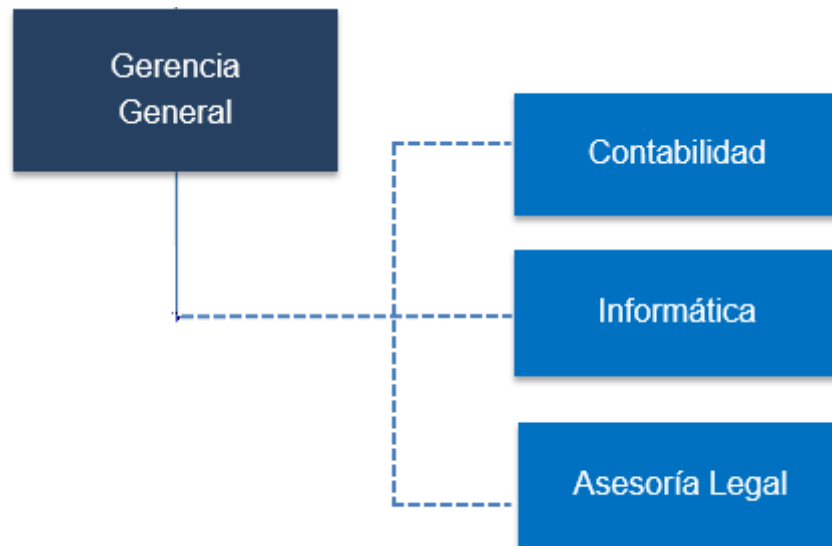 Gerencia
General
Contabilidad
Informática
Asesoría Legal